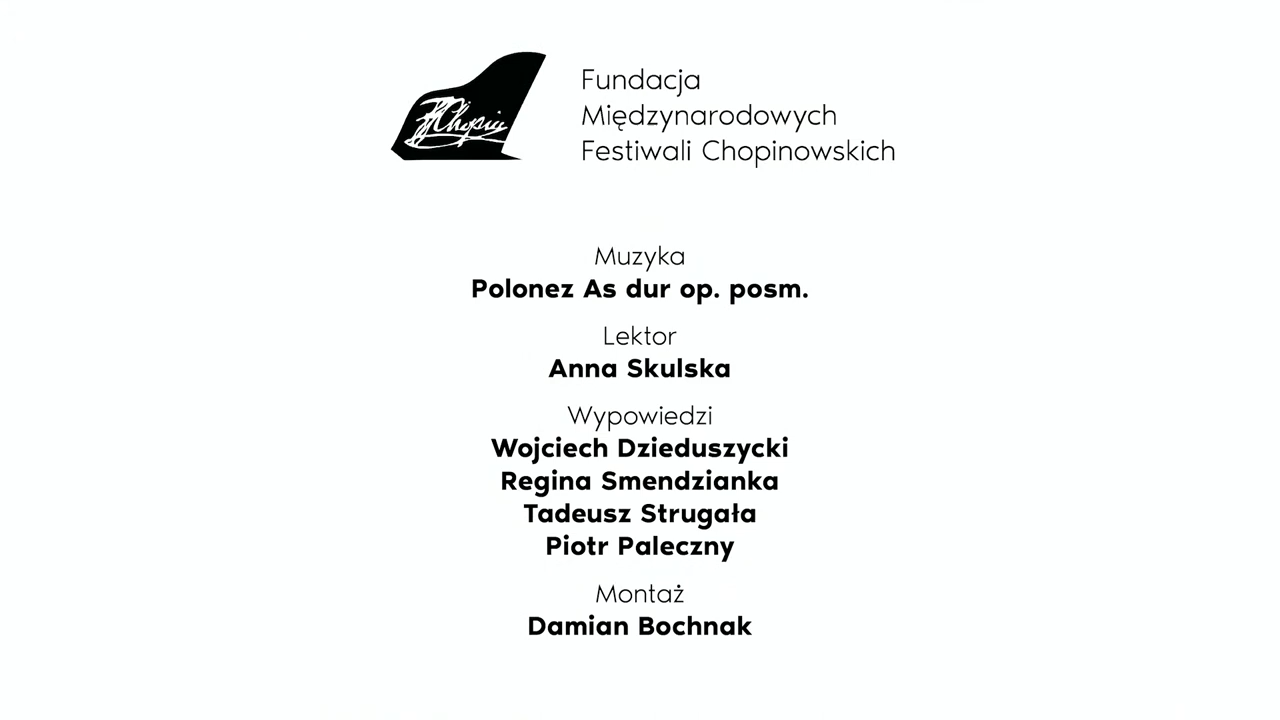 Chopin
Fundacja
Międzynarodowych
Festiwali Chopinowskich
Muzyka
Polonez As dur op. posm.
Lektor
Anna Skulska
Wypowiedzi
Wojciech Dzieduszycki
Regina Smendzianka
Tadeusz Strugała
Piotr Paleczny
Montaż
Damian Bochnak